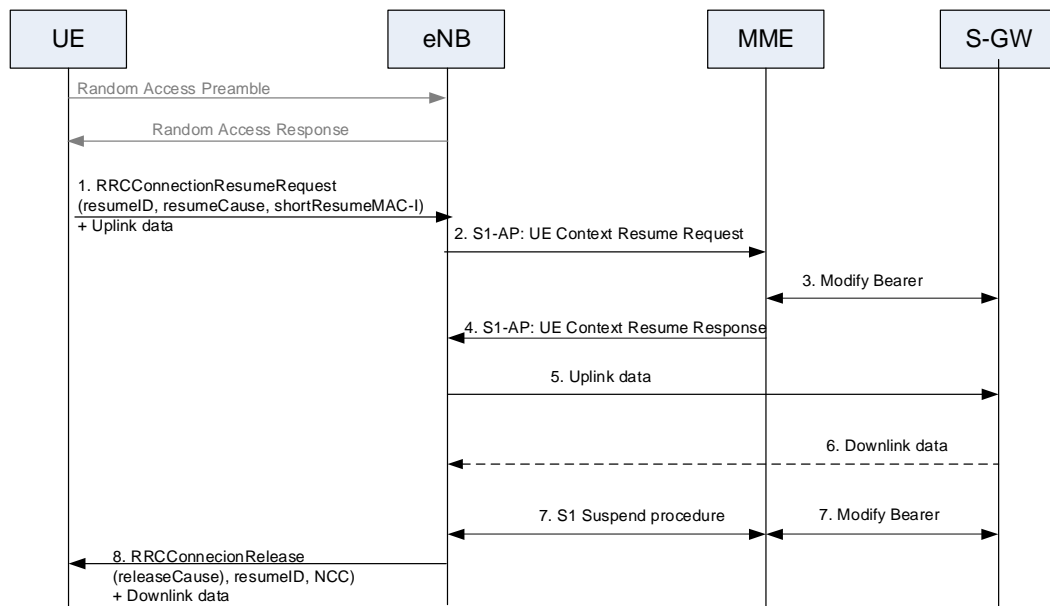 UE
eNB
MME
S-GW
Random Access Preamble
Random Access Response
1. RRCConnectionResumeRequest
(resumeID, resumeCause, shortResumeMAC-I)
+ Uplink data
2. S1-AP: UE Context Resume Request
3. Modify Bearer
4. S1-AP: UE Context Resume Response
5. Uplink data
6. Downlink data
7. S1 Suspend procedure
7. Modify Bearer
8. RRCConnecionRelease
(releaseCause), resumeID, NCC)
+ Downlink data